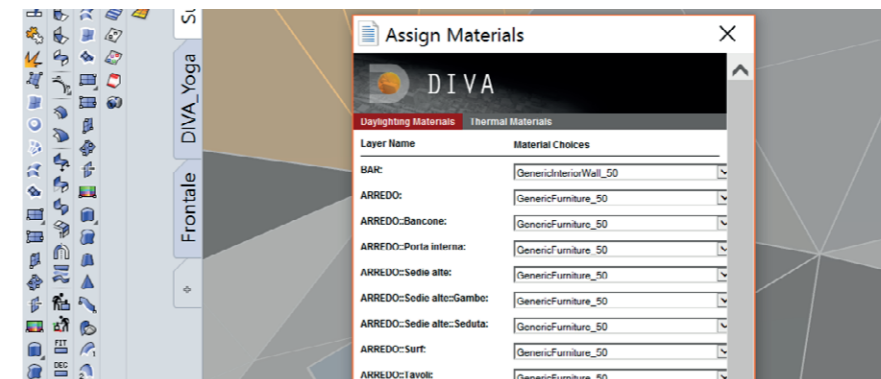 Assign Materials
DIVA
Daylighting Materials Thermal Materials
Layer Name Material Choices
BAR: GenericInteriorWall_50
ARREDO: GenericFurniture_50
ARREDO::Bancone: GenericFurniture_50
ARREDO::Porta interna: GenericFurniture_50
ARREDO::Sedie alte: GenericFurniture_50
ARREDO::Sedie alte::Gambe: GenericFurniture_50
ARREDO::Sedie alte::Seduta: GenericFurniture_50
ARREDO::Surf: GenericFurniture_50
ARREDO::Tavoli: GenericFurniture_50
DIVA_Yoga
Frontale
FIT
DEC